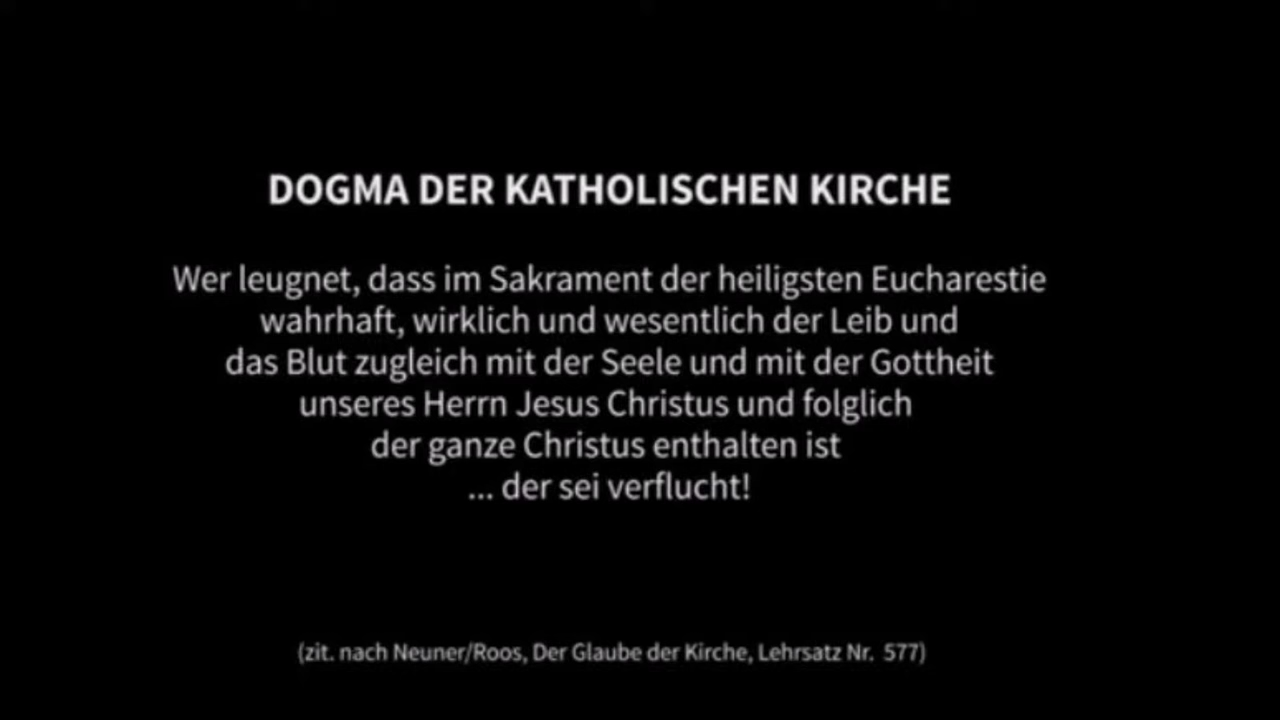 DOGMA DER KATHOLISCHEN KIRCHE
Wer leugnet, dass im Sakrament der heiligsten Eucharestie
wahrhaft, wirklich und wesentlich der Leib und
das Blut zugleich mit der Seele und mit der Gottheit
unseres Herrn Jesus Christus und folglich
der ganze Christus enthalten ist
... der sei verflucht!
(zit. nach Neuner/Roos, Der Glaube der Kirche, Lehrsatz Nr. 577)